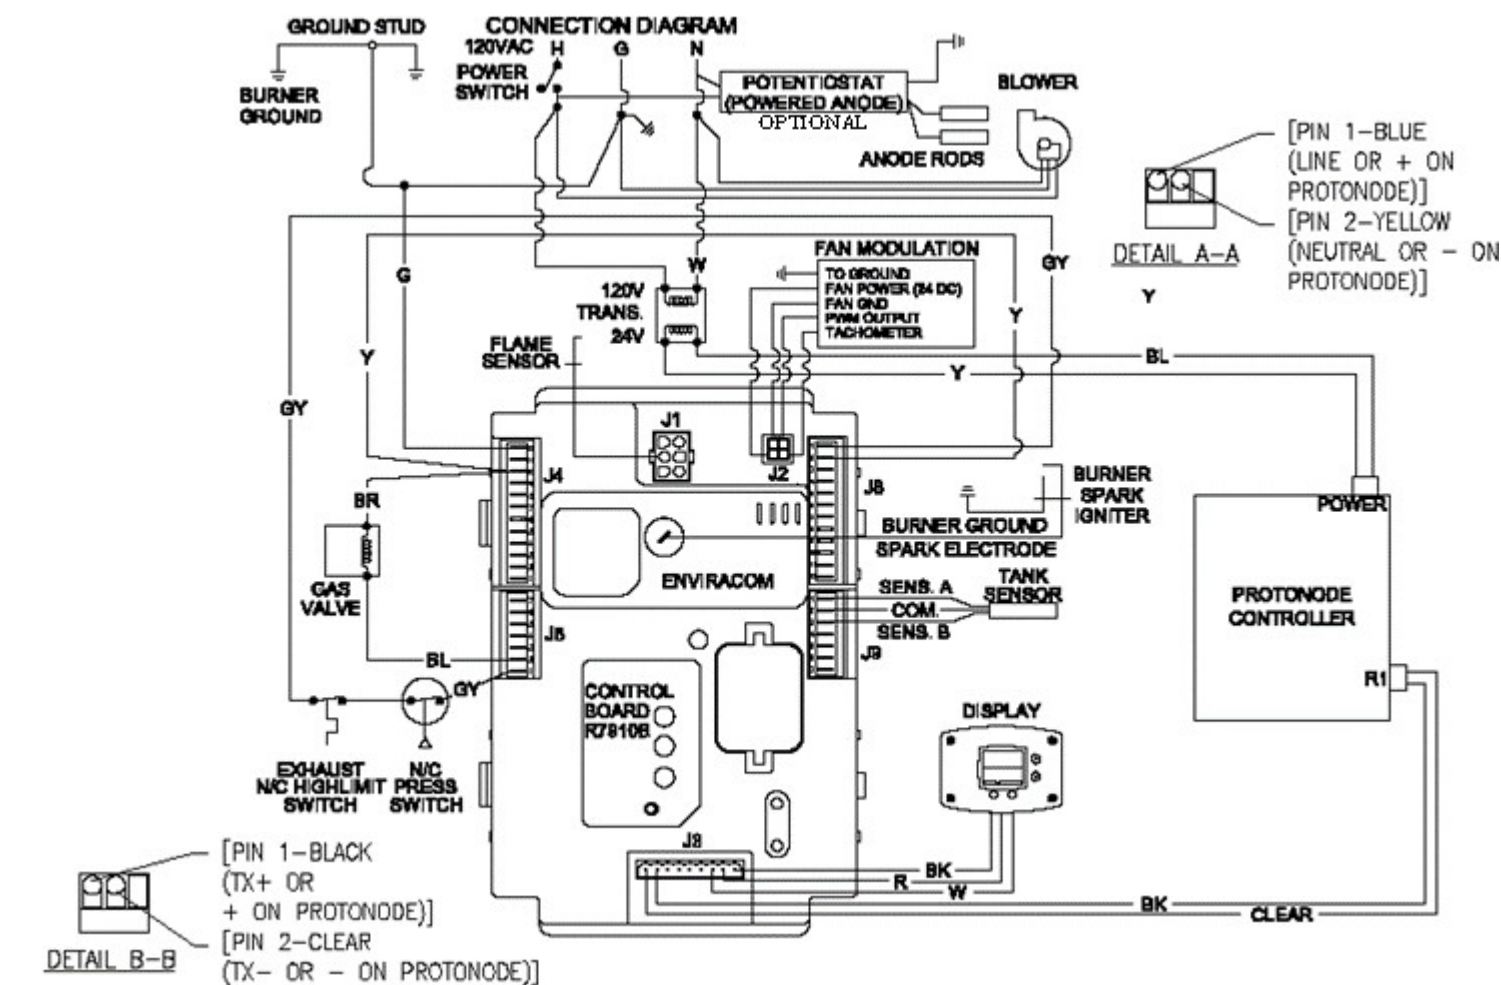 GROUND STUD
CONNECTION DIAGRAM
120VAC H G N
POWER
SWITCH
BURNER
GROUND
POTENTIOSTAT
(POWERED ANODE)
OPTIONAL
BLOWER
ANODE RODS
[PIN 1-BLUE
(LINE OR + ON
PROTONODE)]
[PIN 2-YELLOW
(NEUTRAL OR - ON
PROTONODE)]
DETAIL A-A
Y
G
W
GY
FAN MODULATION
TO GROUND
FAN POWER (24 DC)
FAN GND
PWM OUTPUT
TACHOMETER
120V
TRANS.
24V
Y
FLAME
SENSOR
Y
BL
Y
GY
J1
J2
J4
J8
BR
BURNER
SPARK
IGNITER
POWER
BURNER GROUND
SPARK ELECTRODE
GAS
VALVE
ENVIRACOM
SENS. A
COM.
SENS. B
TANK
SENSOR
PROTONODE
CONTROLLER
J5
J9
BL
GY
R1
CONTROL
BOARD
R7910B
DISPLAY
EXHAUST
N/C HIGHLIMIT
SWITCH
N/C
PRESS
SWITCH
J3
BK
R
W
BK
CLEAR
[PIN 1-BLACK
(TX+ OR
+ ON PROTONODE)]
[PIN 2-CLEAR
(TX- OR - ON PROTONODE)]
DETAIL B-B